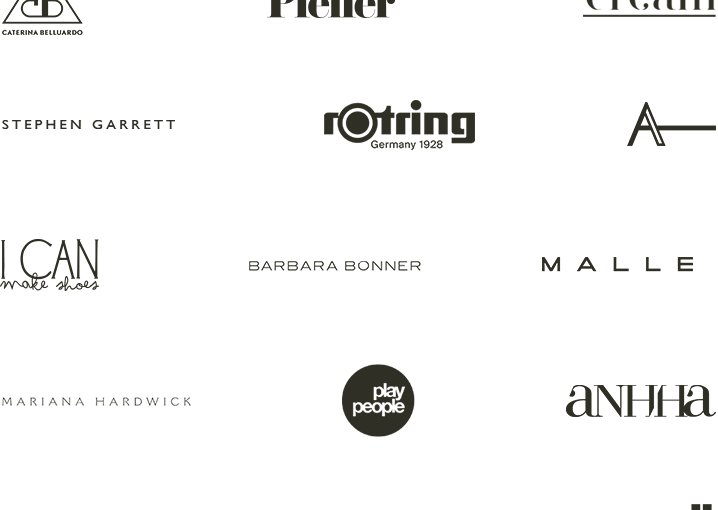 CATERINA BELLUARDO
STEPHEN GARRETT
rotring
Germany 1928
A
I CAN
make shoes
BARBARA BONNER
MALLE
MARIANA HARDWICK
play
people
aNHHa